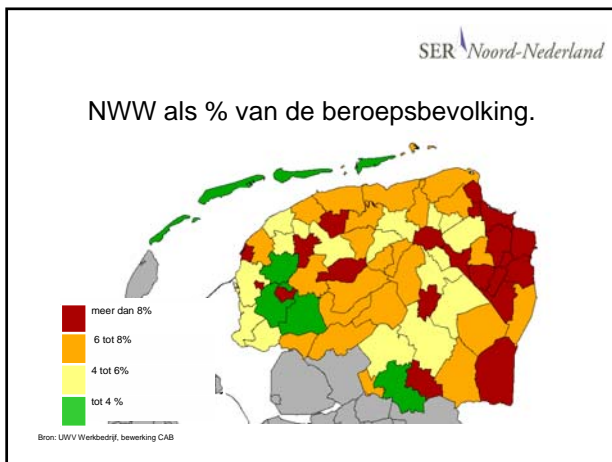 SER Noord-Nederland
NWW als % van de beroepsbevolking.
meer dan 8%
6 tot 8%
4 tot 6%
tot 4 %
Bron: UWV Werkbedrijf, bewerking CAB